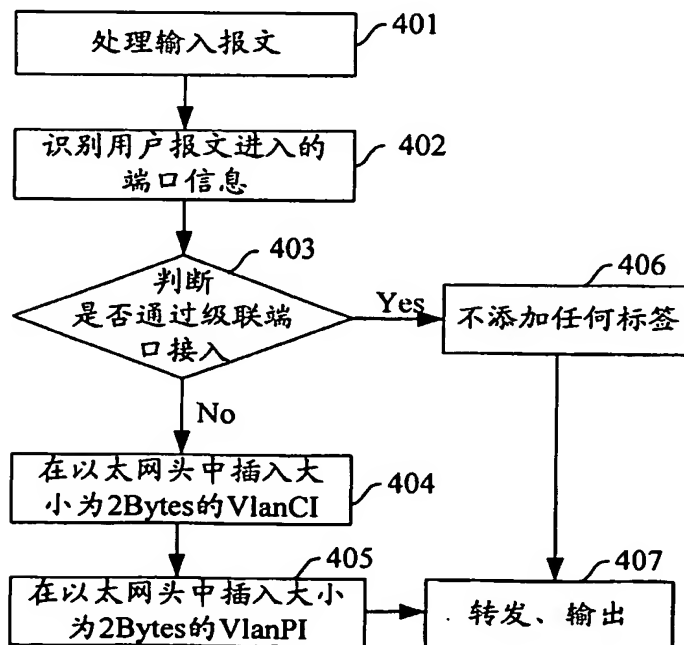 处理输入报文
401
识别用户报文进入的
端口信息
402
403
判断
是否通过级联端
口接入
Yes
406
不添加任何标签
No
在以太网头中插入大
小为2Bytes的VlanCI
404
405
在以太网头中插入大小
为2Bytes的VlanPI
407
转发、输出